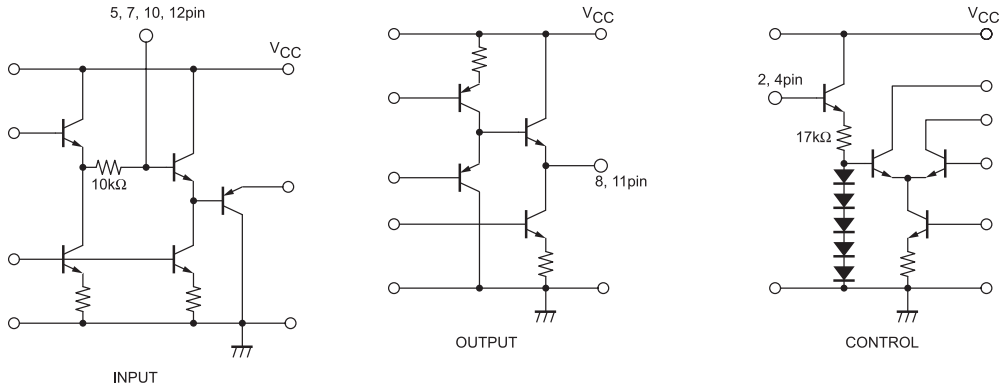 5, 7, 10, 12pin
VCC
10kΩ
INPUT
VCC
8, 11pin
OUTPUT
VCC
2, 4pin
17kΩ
CONTROL